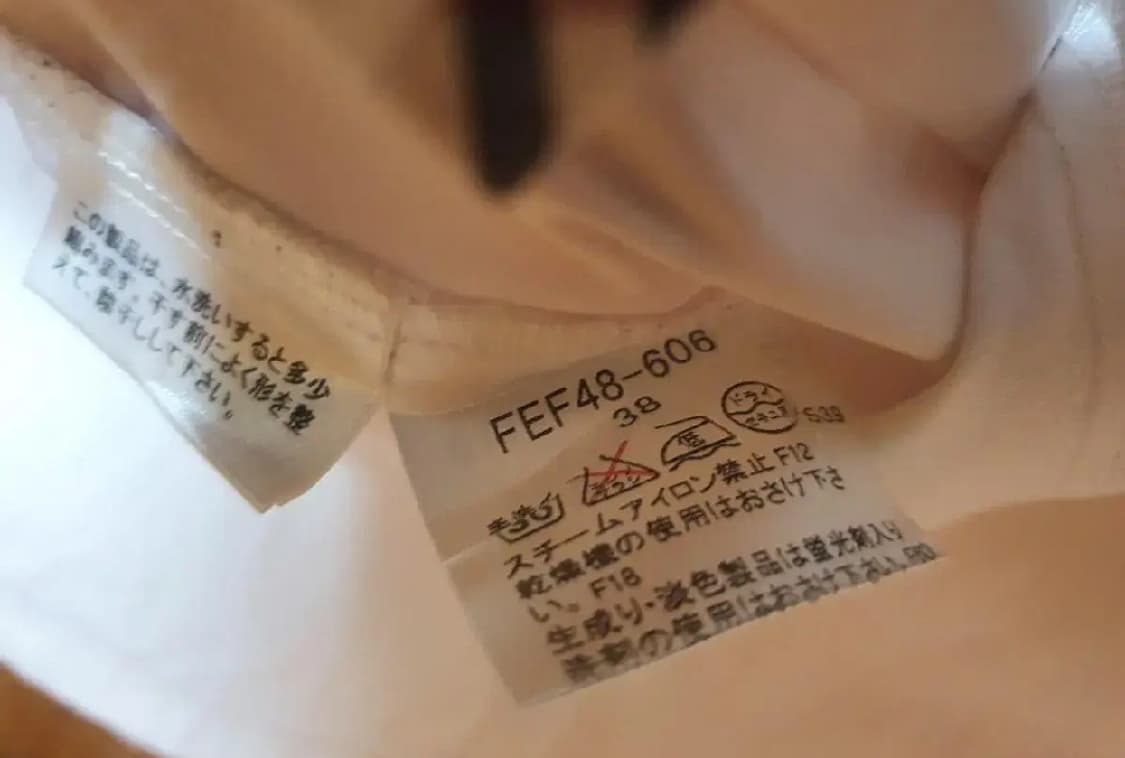 この製品は、水洗いすると多少
縮みます。干す前によく形を整
えて、陰干しして下さい。
FEF48-606
38
手洗イ
エンソ
低
ドライ
セキユ系
S39
スチームアイロン禁止 F12
乾燥機の使用はおさけ下さ
い。F18
生成り・淡色製品は蛍光剤入り
洗剤の使用はおさけ下さい。